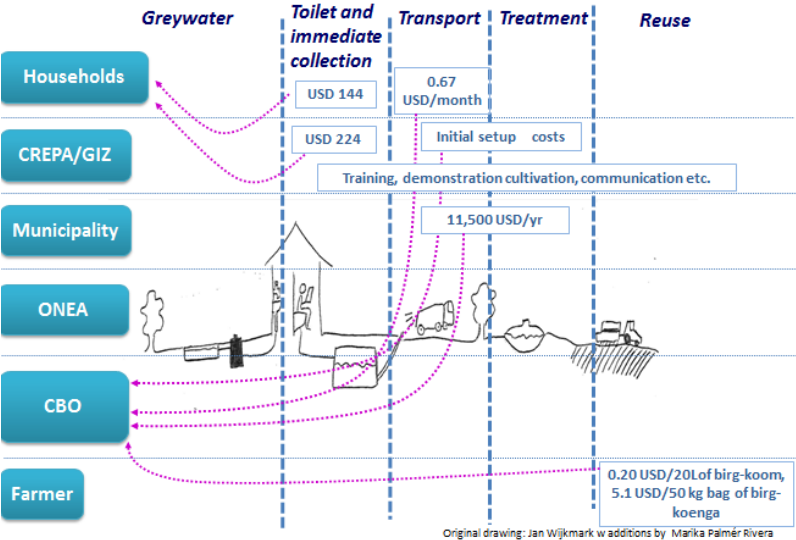 Greywater
Toilet and
immediate
collection
Transport
Treatment
Reuse
Households
USD 144
0.67
USD/month
CREPA/GIZ
USD 224
Initial setup costs
Training, demonstration cultivation, communication etc.
Municipality
11,500 USD/yr
ONEA
CBO
Farmer
0.20 USD/20Lof birg-koom,
5.1 USD/50 kg bag of birg-
koenga
Original drawing: Jan Wijkmark w additions by Marika Palmér Rivera